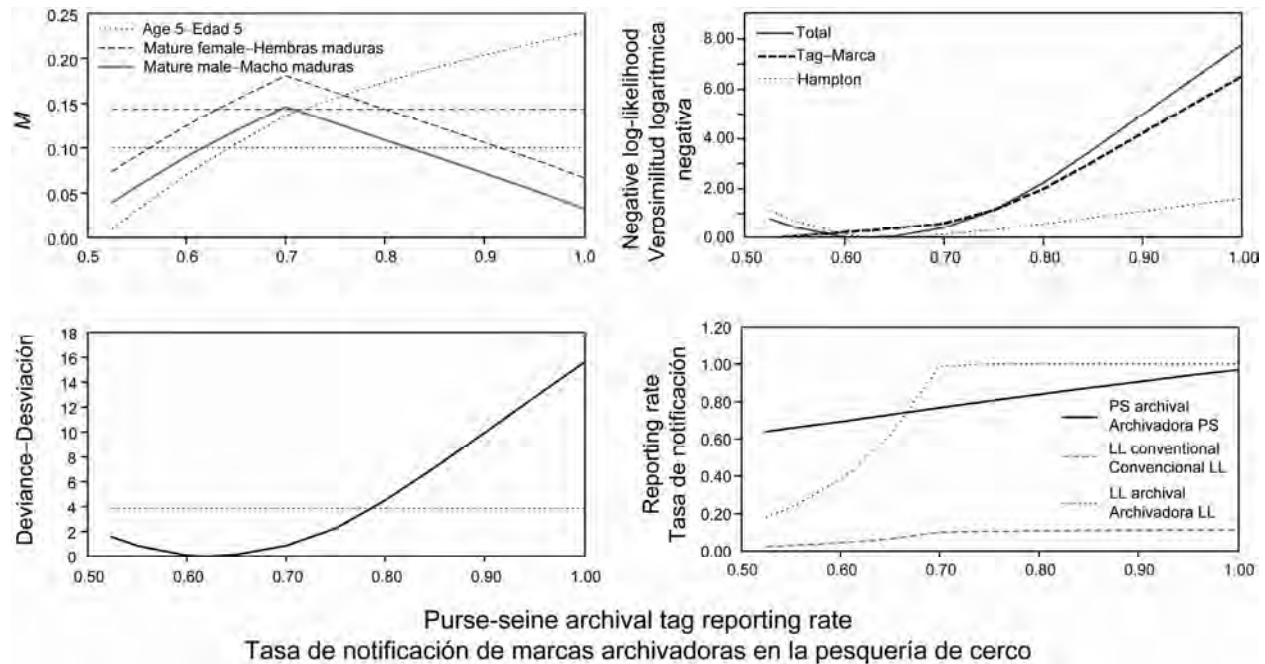 0.25
0.20
0.15
0.10
0.05
0.00
M
Age 5–Edad 5
Mature female–Hembras maduras
Mature male–Macho maduras
0.5 0.6 0.7 0.8 0.9 1.0
Negative log-likelihood
Verosimilitud logarítmica
negativa
8.00
6.00
4.00
2.00
0.00
Total
Tag–Marca
Hampton
0.50 0.60 0.70 0.80 0.90 1.00
Deviance–Desviación
18
16
14
12
10
8
6
4
2
0
0.50 0.60 0.70 0.80 0.90 1.00
Reporting rate
Tasa de notificación
1.20
1.00
0.80
0.60
0.40
0.20
0.00
PS archival
Archivadora PS
LL conventional
Convencional LL
LL archival
Archivadora LL
0.50 0.60 0.70 0.80 0.90 1.00
Purse-seine archival tag reporting rate
Tasa de notificación de marcas archivadoras en la pesquería de cerco